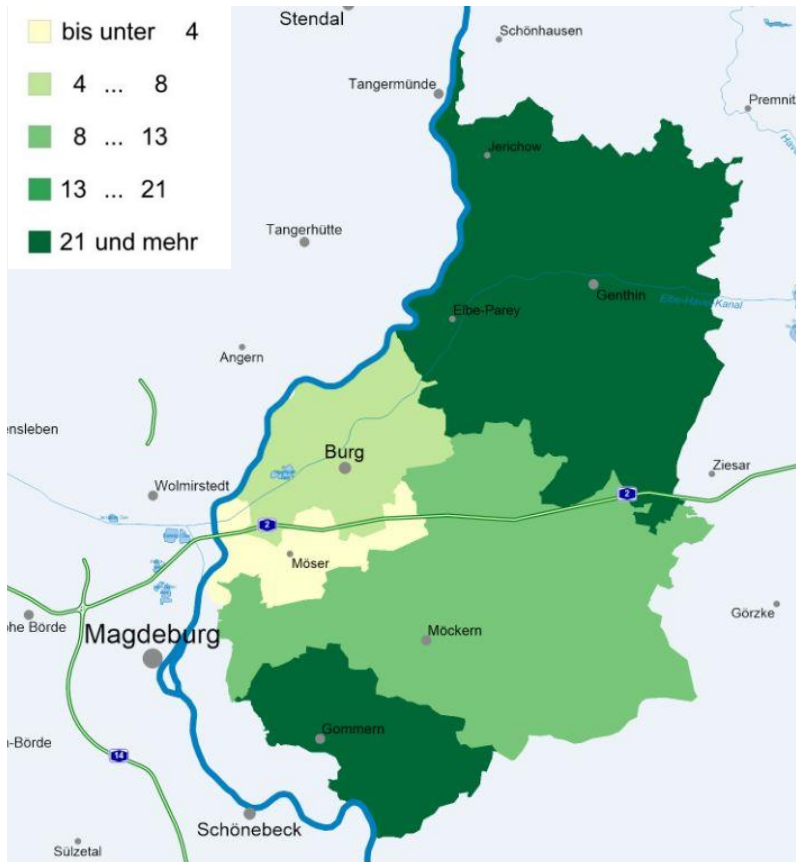 bis unter 4
4 ... 8
8 ... 13
13 ... 21
21 und mehr
Stendal
Schönhausen
Tangermünde
Premnit
Jerichow
Tangerhütte
Genthin
Elbe-Havel-Kanal
Elbe-Parey
Angern
ensleben
Burg
Ziesar
Wolmirstedt
2
2
Möser
Görzke
ohe Börde
Magdeburg
Möckern
Gommern
n-Börde
14
Schönebeck
Sülzetal